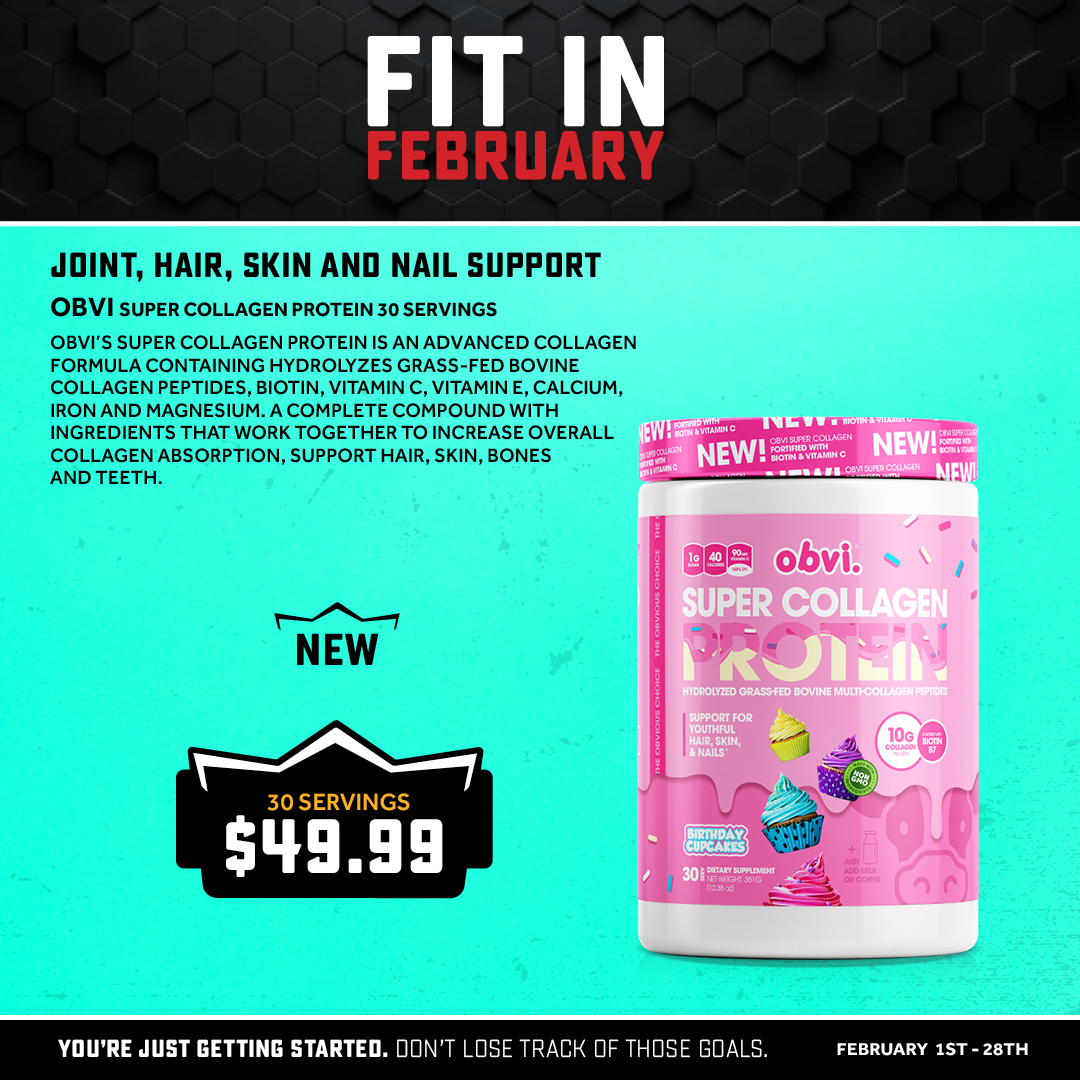 FIT IN
FEBRUARY
JOINT, HAIR, SKIN AND NAIL SUPPORT
OBVI SUPER COLLAGEN PROTEIN 30 SERVINGS
OBVI'S SUPER COLLAGEN PROTEIN IS AN ADVANCED COLLAGEN
FORMULA CONTAINING HYDROLYZES GRASS-FED BOVINE
COLLAGEN PEPTIDES, BIOTIN, VITAMIN C, VITAMIN E, CALCIUM,
IRON AND MAGNESIUM. A COMPLETE COMPOUND WITH
INGREDIENTS THAT WORK TOGETHER TO INCREASE OVERALL
COLLAGEN ABSORPTION, SUPPORT HAIR, SKIN, BONES
AND TEETH.
NEW
30 SERVINGS
$49.99
NEW!
OBVI SUPER COLLAGEN
FORTIFIED WITH
BIOTIN & VITAMIN C
NEW!
THE OBVIOUS CHOICE
THE OBVIOUS CHOICE
1G
SUGAR
40
CALORIES
90MG
VITAMIN C
100% DV
obvi.
SUPER COLLAGEN
PROTEIN
HYDROLYZED GRASS-FED BOVINE MULTI-COLLAGEN PEPTIDES
SUPPORT FOR
YOUTHFUL
HAIR, SKIN,
& NAILS
10G
COLLAGEN
BIOTIN
B7
NON
GMO
BIRTHDAY
CUPCAKES
30
DIETARY SUPPLEMENT
NET WEIGHT: 351G
(12.38 oz)
+
JUST
ADD MILK
OR COFFEE
YOU'RE JUST GETTING STARTED. DON'T LOSE TRACK OF THOSE GOALS.
FEBRUARY 1ST - 28TH